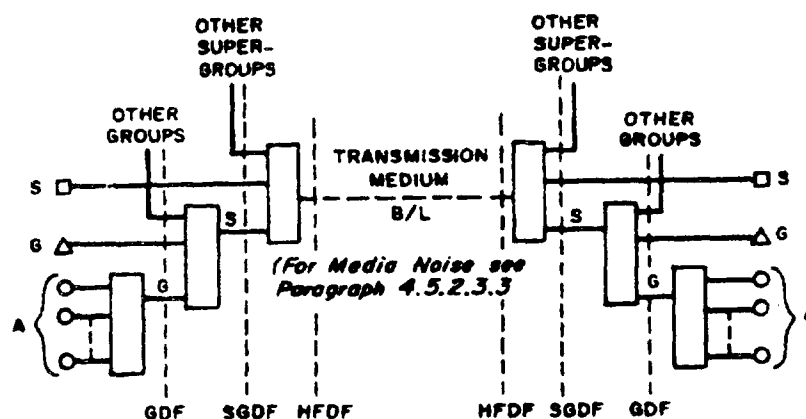 OTHER
SUPER-
GROUPS
OTHER
SUPER-
GROUPS
OTHER
GROUPS
OTHER
GROUPS
TRANSMISSION
MEDIUM
B/L
S
S
S
S
G
G
(For Media Noise see
Paragraph 4.5.2.3.3
G
G
A
GDF
SGDF
HFDF
HFDF
SGDF
GDF